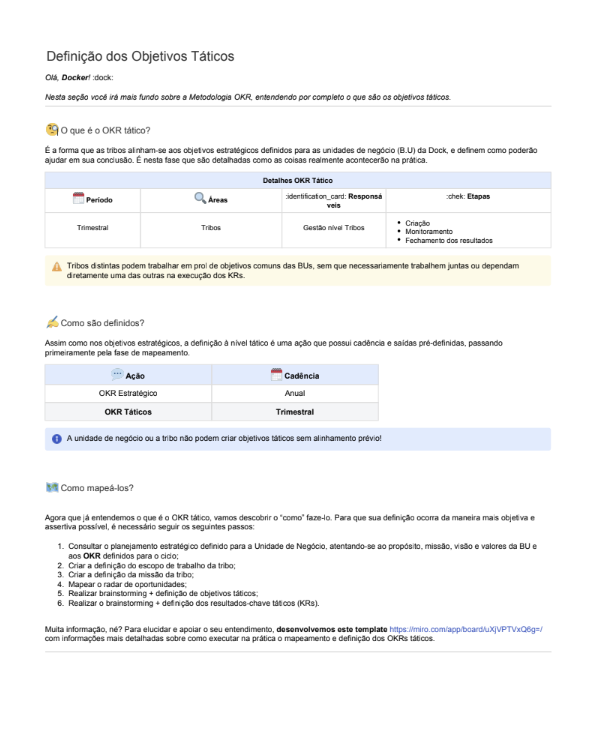 Definição dos Objetivos Táticos
Olá, Docker! :dock:
Nesta seção você irá mais fundo sobre a Metodologia OKR, entendendo por completo o que são os objetivos táticos.
O que é o OKR tático?
É a forma que as tribos alinham-se aos objetivos estratégicos definidos para as unidades de negócio (B.U) da Dock, e definem como poderão
ajudar em sua conclusão. É nesta fase que são detalhadas como as coisas realmente acontecerão na prática.
Detalhes OKR Tático
Período
Áreas
:identification_card: Responsá
veis
:chek: Etapas
Trimestral
Tribos
Gestão nível Tribos
• Criação
• Monitoramento
• Fechamento dos resultados
Tribos distintas podem trabalhar em prol de objetivos comuns das BUs, sem que necessariamente trabalhem juntas ou dependam
diretamente uma das outras na execução dos KRs.
Como são definidos?
Assim como nos objetivos estratégicos, a definição à nível tático é uma ação que possui cadência e saídas pré-definidas, passando
primeiramente pela fase de mapeamento.
Ação
Cadência
OKR Estratégico
Anual
OKR Táticos
Trimestral
A unidade de negócio ou a tribo não podem criar objetivos táticos sem alinhamento prévio!
Como mapeá-los?
Agora que já entendemos o que é o OKR tático, vamos descobrir o "como" faze-lo. Para que sua definição ocorra da maneira mais objetiva e
assertiva possível, é necessário seguir os seguintes passos:
1. Consultar o planejamento estratégico definido para a Unidade de Negócio, atentando-se ao propósito, missão, visão e valores da BU e
aos OKR definidos para o ciclo;
2. Criar a definição do escopo de trabalho da tribo;
3. Criar a definição da missão da tribo;
4. Mapear o radar de oportunidades;
5. Realizar brainstorming + definição de objetivos táticos;
6. Realizar o brainstorming + definição dos resultados-chave táticos (KRs).
Muita informação, né? Para elucidar e apoiar o seu entendimento, desenvolvemos este template https://miro.com/app/board/uXjVPTVxQ6g=/
com informações mais detalhadas sobre como executar na prática o mapeamento e definição dos OKRs táticos.